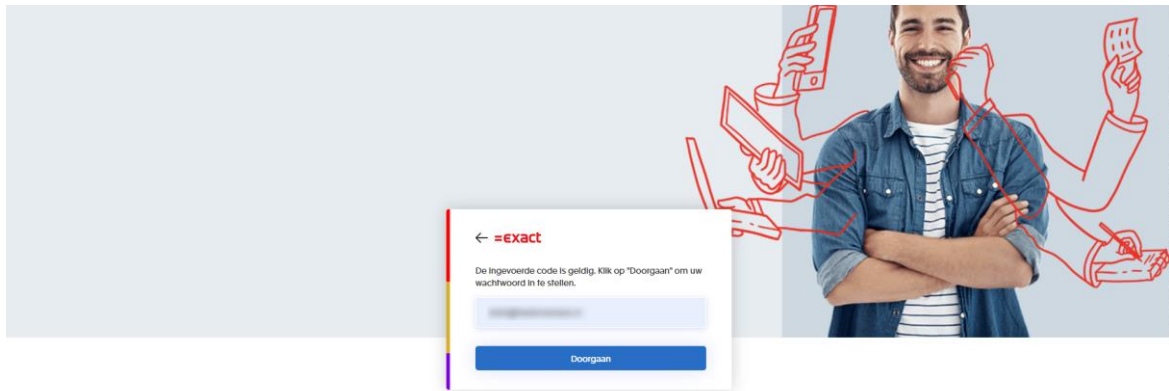 =exact
De ingevoerde code is geldig. Klik op "Doorgaan" om uw
wachtwoord in te stellen.
Doorgaan